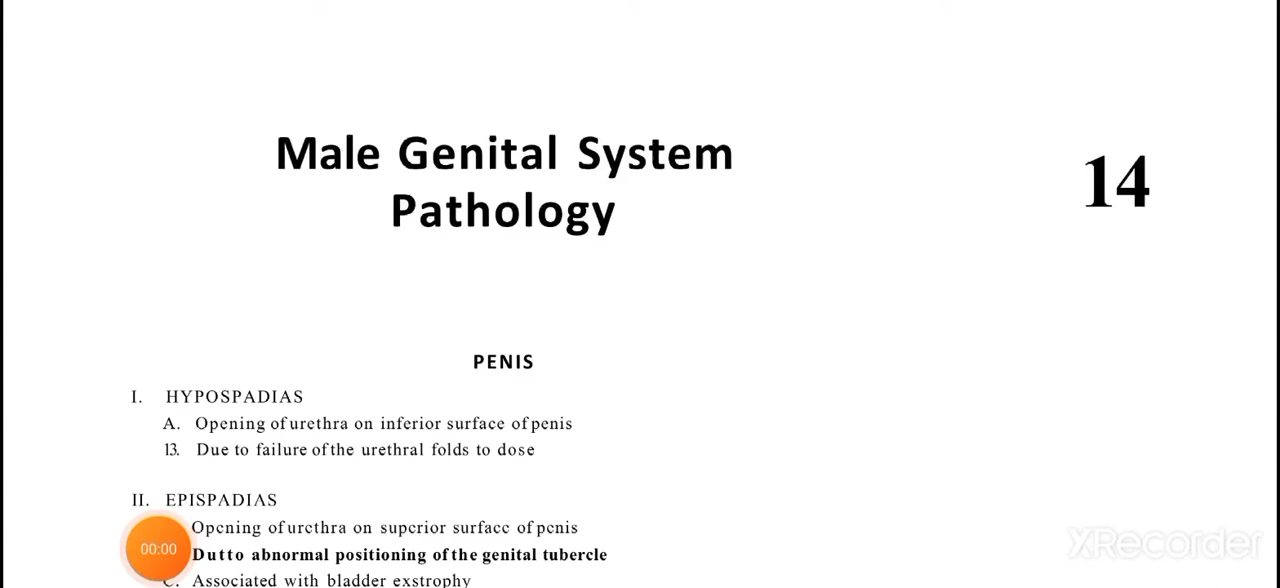 Male Genital System
Pathology
14
PENIS
I. HYPOSPADIAS
A. Opening of urethra on inferior surface of penis
13. Due to failure of the urethral folds to dose
II. EPISPADIAS
Opening of urethra on superior surface of penis
Dutto abnormal positioning of the genital tubercle
C. Associated with bladder exstrophy
00:00
XRecorder